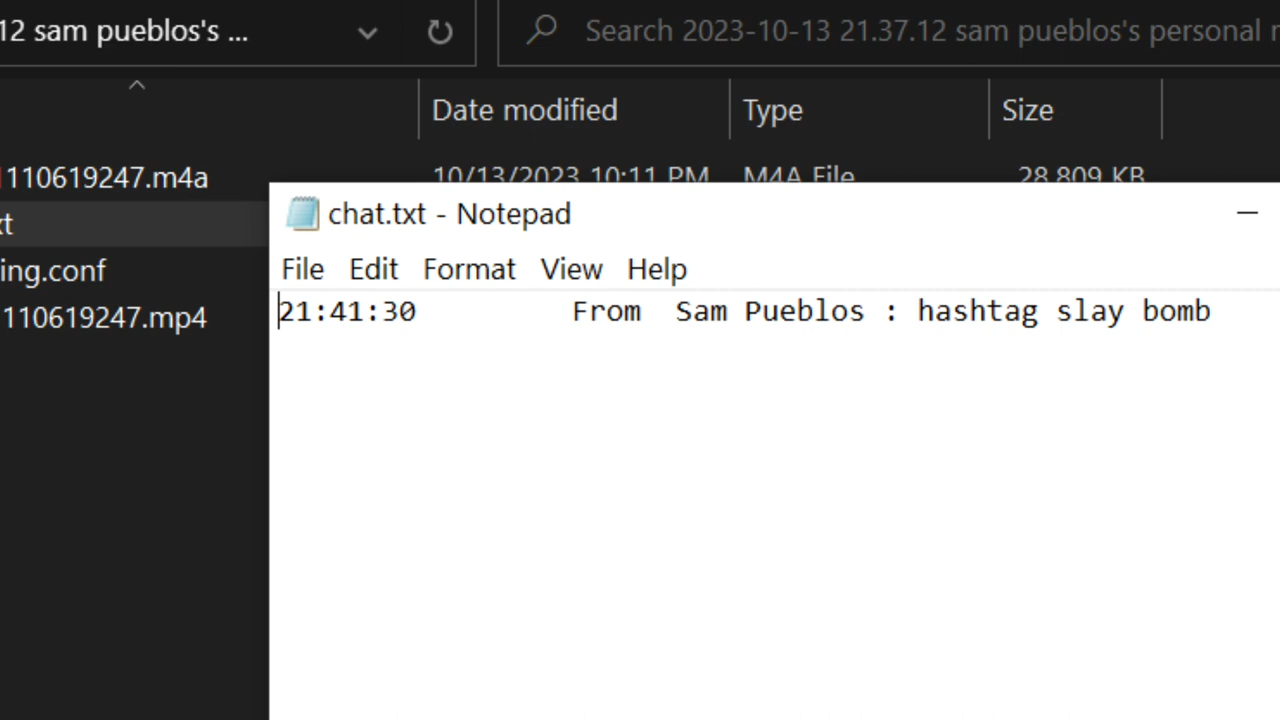 12 sam pueblos's ...
Search 2023-10-13 21.37.12 sam pueblos's personal
Date modified
Type
Size
110619247.m4a
10/13/2023 10:11 PM
M4A File
28,809 KB
xt
ing.conf
110619247.mp4
chat.txt - Notepad
File Edit Format View Help
21:41:30 From Sam Pueblos : hashtag slay bomb